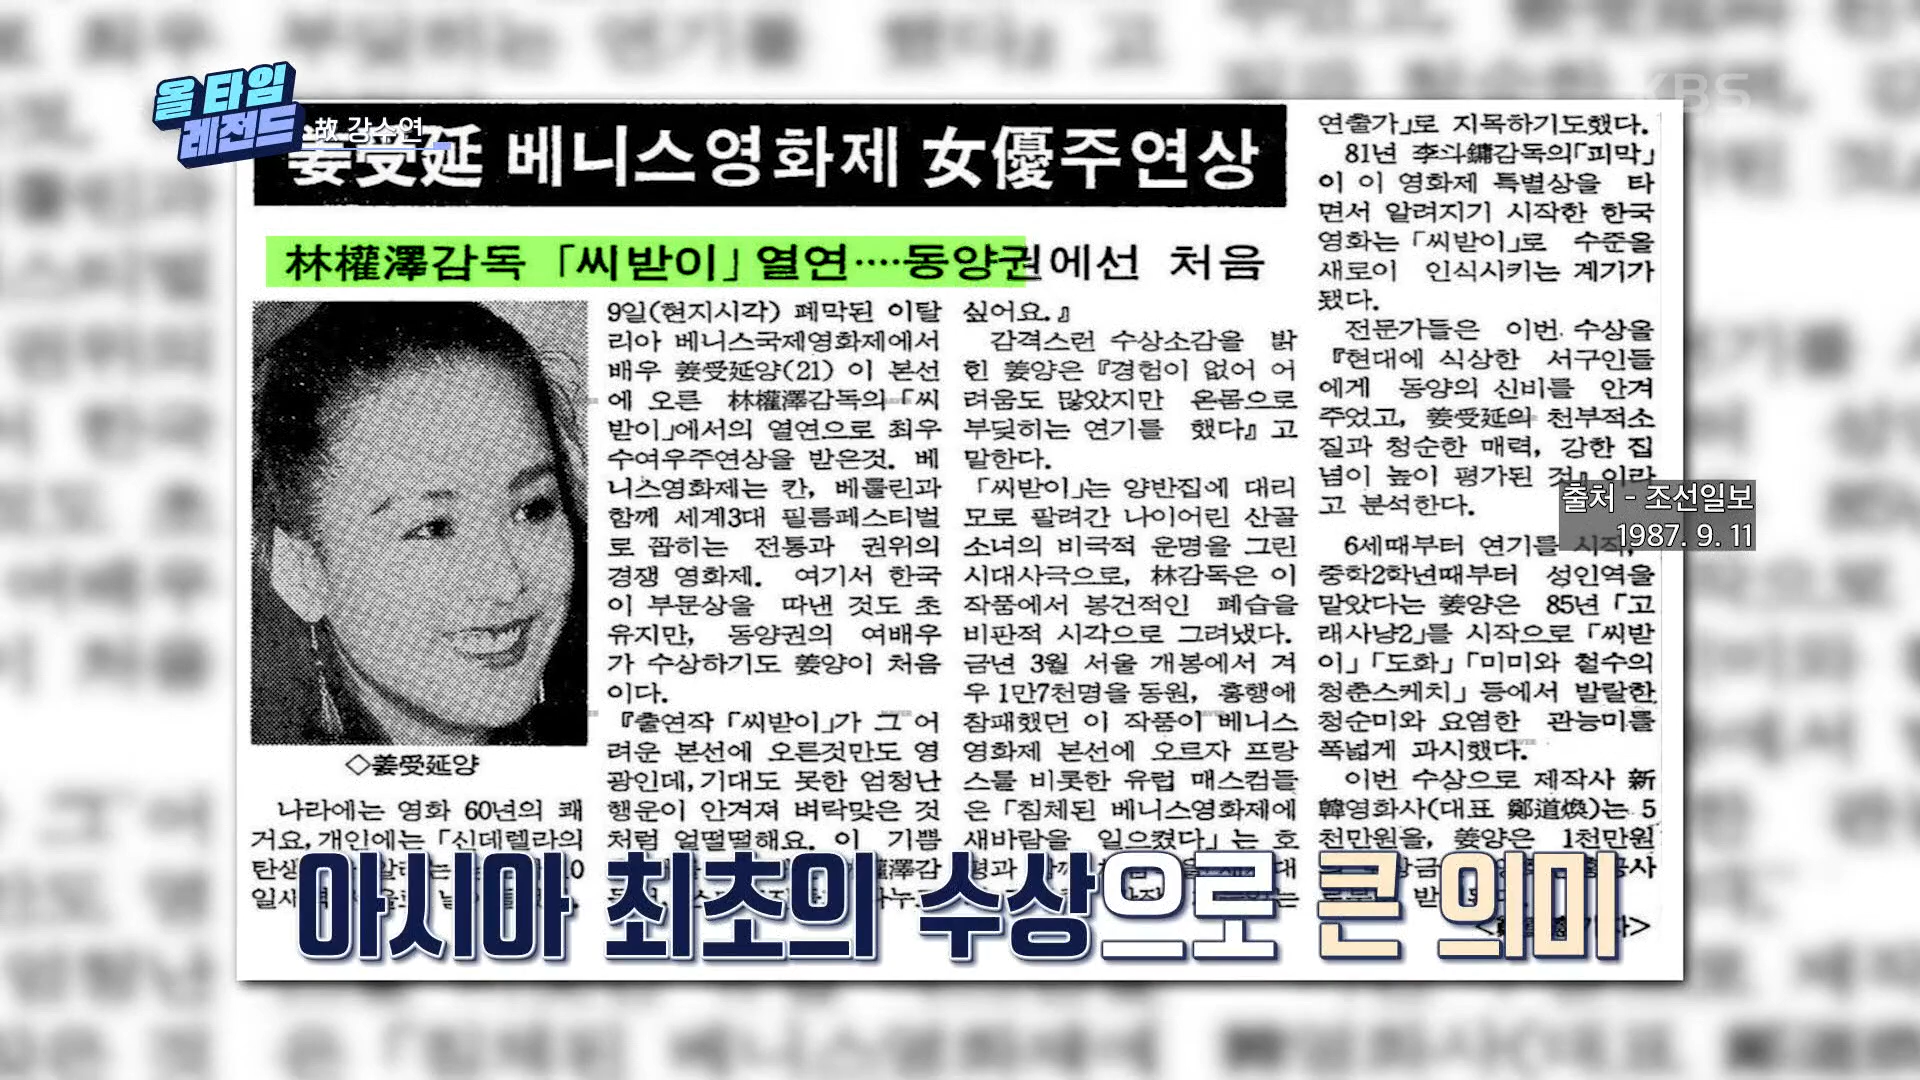 올 타임
레전드
故 강수연
KBS
姜受延 베니스영화제 女優주연상
林權澤감독 「씨받이」 열연····동양권에선 처음
◇姜受延양
나라에는 영화 60년의 쾌
거요, 개인에는 「신데렐라의
9일(현지시각) 폐막된 이탈
리아 베니스국제영화제에서
배우 姜受延양(21) 이 본선
에 오른 林權澤감독의 「씨
받이」에서의 열연으로 최우
수여우주연상을 받은것. 베
니스영화제는 칸, 베를린과
함께 세계3대 필름페스티벌
로 꼽히는 전통과 권위의
경쟁 영화제. 여기서 한국
이 부문상을 따낸 것도 초
유지만, 동양권의 여배우
가 수상하기도 姜양이 처음
이다.
『출연작 「씨받이」가 그 어
려운 본선에 오른것만도 영
광인데, 기대도 못한 엄청난
행운이 안겨져 벼락맞은 것
처럼 얼떨떨해요. 이 기쁨
싶어요.』
감격스런 수상소감을 밝
힌 姜양은 『경험이 없어 어
려움도 많았지만 온몸으로
부딪히는 연기를 했다』고
말한다.
「씨받이」는 양반집에 대리
모로 팔려간 나이어린 산골
소녀의 비극적 운명을 그린
시대사극으로, 林감독은 이
작품에서 봉건적인 폐습을
비판적 시각으로 그려냈다.
금년 3월 서울 개봉에서 겨
우 1만7천명을 동원, 흥행에
참패했던 이 작품이 베니스
영화제 본선에 오르자 프랑
스를 비롯한 유럽 매스컴들
은 「침체된 베니스영화제에
새바람을 일으켰다」는 호
연출가」로 지목하기도했다.
81년 李斗鏞감독의 「피막」
이 이 영화제 특별상을 타
면서 알려지기 시작한 한국
영화는 「씨받이」로 수준을
새로이 인식시키는 계기가
됐다.
전문가들은 이번 수상을
『현대에 식상한 서구인들
에게 동양의 신비를 안겨
주었고, 姜受延의 천부적소
질과 청순한 매력, 강한 집
념이 높이 평가된 것』이라
고 분석한다.
6세때부터 연기를 시작,
중학2학년때부터 성인역을
맡았다는 姜양은 85년 「고
래사냥2」를 시작으로 「씨받
이」「도화」「미미와 철수의
청춘스케치」 등에서 발랄한
청순미와 요염한 관능미를
폭넓게 과시했다.
이번 수상으로 제작사 新
韓영화사(대표 鄭道煥)는 5
천만원을, 姜양은 1천만원
출처 - 조선일보
1987. 9. 11
아시아 최초의 수상으로 큰 의미